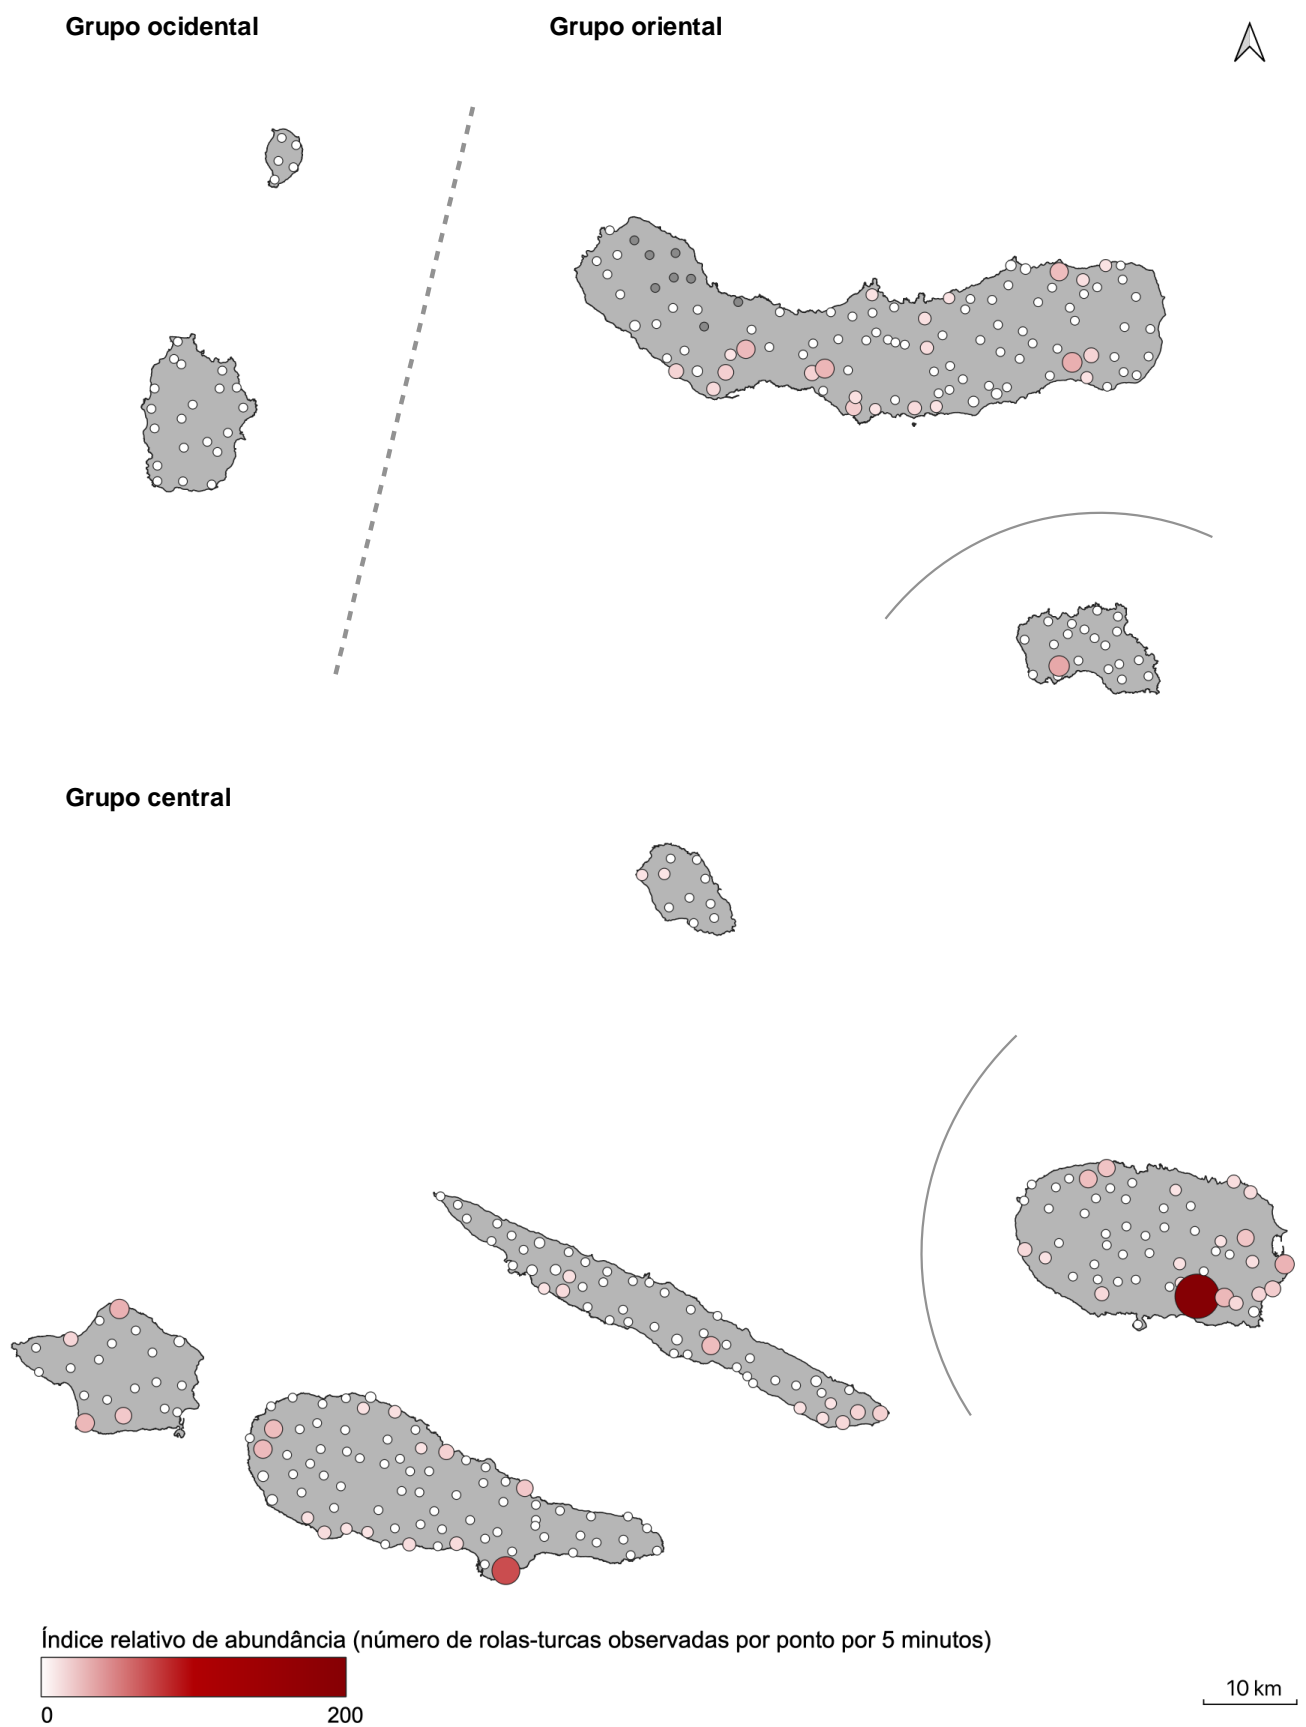 Grupo ocidental
Grupo oriental
Grupo central
Índice relativo de abundância (número de rolas-turcas observadas por ponto por 5 minutos)
0
200
10 km